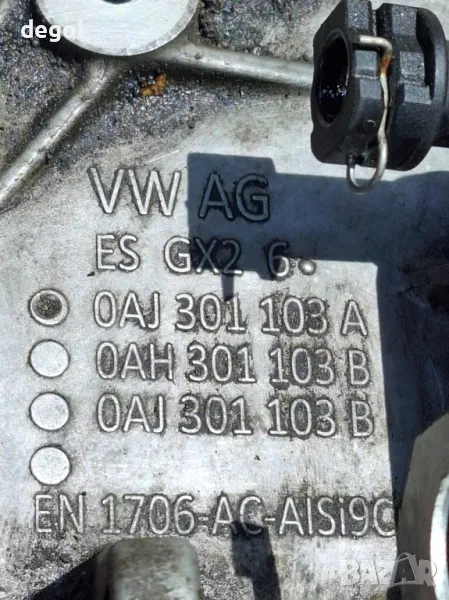 degol
VW AG
ES GX2 6
0AJ 301 103 A
0AH 301 103 B
0AJ 301 103 B
EN 1706-AC-AlSi9C
BAZAR